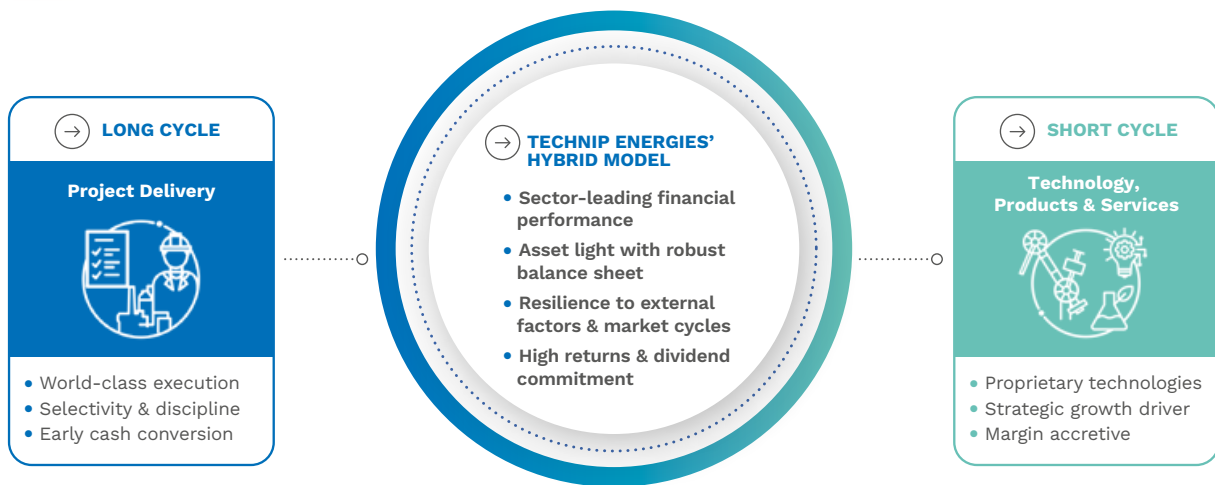 LONG CYCLE
Project Delivery
• World-class execution
• Selectivity & discipline
• Early cash conversion
TECHNIP ENERGIES’
HYBRID MODEL
• Sector-leading financial
performance
• Asset light with robust
balance sheet
• Resilience to external
factors & market cycles
• High returns & dividend
commitment
SHORT CYCLE
Technology,
Products & Services
• Proprietary technologies
• Strategic growth driver
• Margin accretive